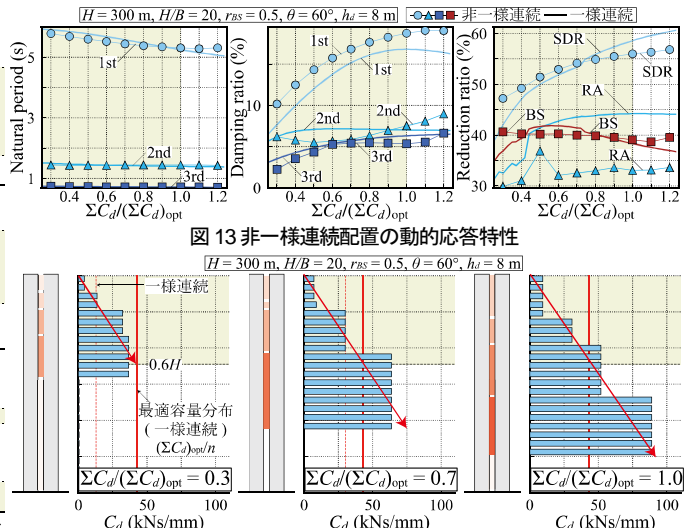 H = 300 m, H/B = 20, rBS = 0.5, θ = 60°, hd = 8 m
非一様連続 一様連続
Natural period (s)
5
3
1
1st
2nd
3rd
0.4 0.6 0.8 1.0 1.2
ΣCd/(ΣCd)opt
Damping ratio (%)
10
0
1st
1st
2nd
2nd
3rd
3rd
0.4 0.6 0.8 1.0 1.2
ΣCd/(ΣCd)opt
Reduction ratio (%)
60
50
40
30
SDR
SDR
RA
BS
BS
RA
0.4 0.6 0.8 1.0 1.2
ΣCd/(ΣCd)opt
図 13 非一様連続配置の動的応答特性
H = 300 m, H/B = 20, rBS = 0.5, θ = 60°, hd = 8 m
一様連続
0.6H
最適容量分布
( 一様連続 )
(ΣCd)opt/n
ΣCd/(ΣCd)opt = 0.3
0 50 100
Cd (kNs/mm)
ΣCd/(ΣCd)opt = 0.7
0 50 100
Cd (kNs/mm)
ΣCd/(ΣCd)opt = 1.0
0 50 100
Cd (kNs/mm)